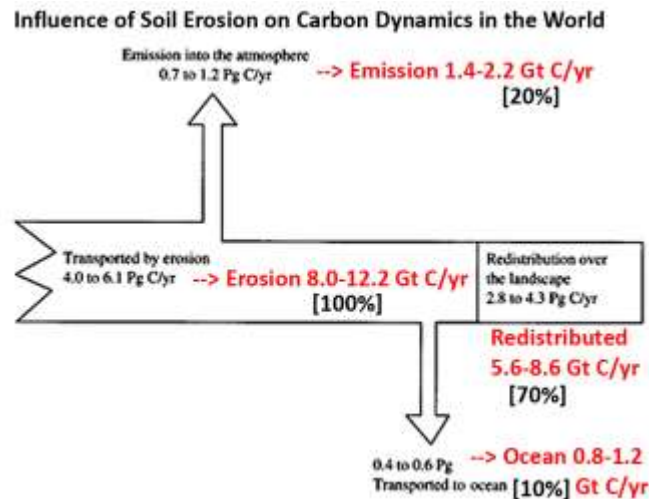 Influence of Soil Erosion on Carbon Dynamics in the World
Emission into the atmosphere
0.7 to 1.2 Pg C/yr
--> Emission 1.4-2.2 Gt C/yr
[20%]
Transported by erosion
4.0 to 6.1 Pg C/yr
--> Erosion 8.0-12.2 Gt C/yr
[100%]
Redistribution over
the landscape
2.8 to 4.3 Pg C/yr
Redistributed
5.6-8.6 Gt C/yr
[70%]
0.4 to 0.6 Pg --> Ocean 0.8-1.2
Transported to ocean [10%] Gt C/yr